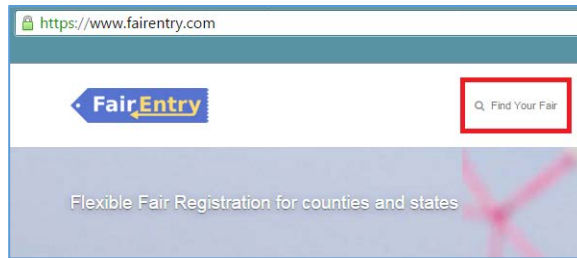 https://www.fairentry.com
FairEntry
Find Your Fair
Flexible Fair Registration for counties and states